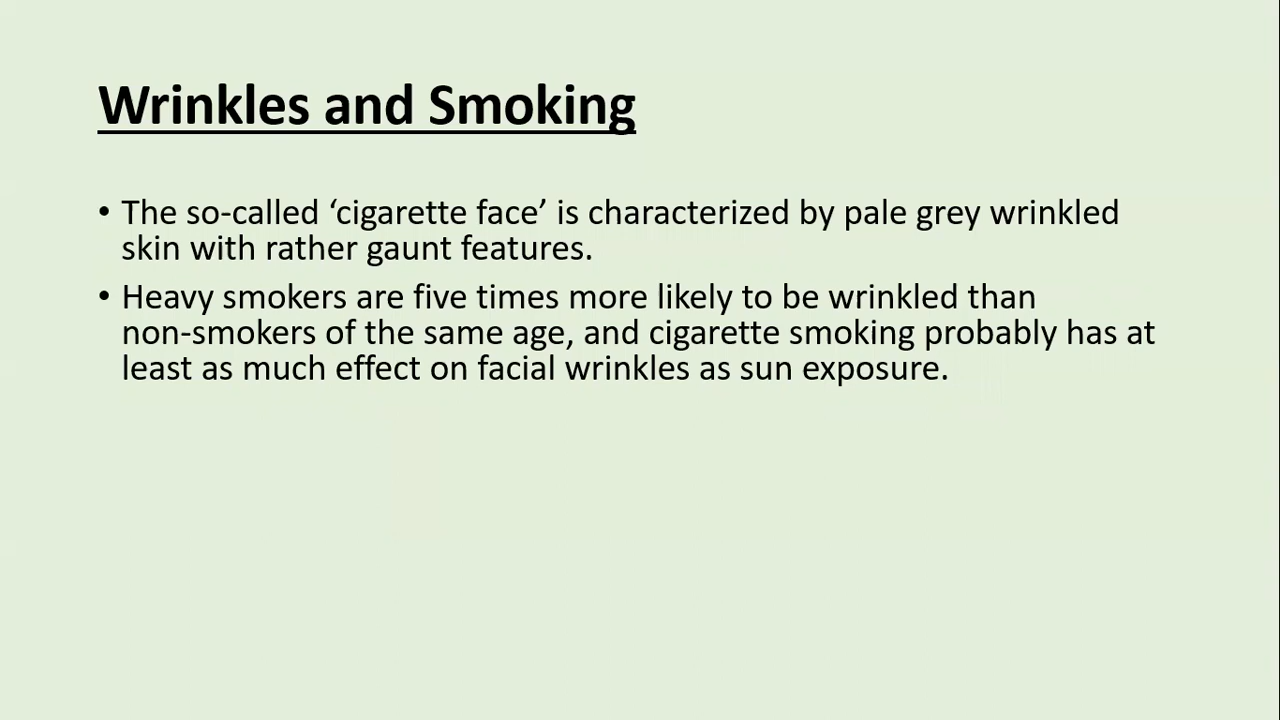 Wrinkles and Smoking
• The so-called ‘cigarette face’ is characterized by pale grey wrinkled
skin with rather gaunt features.
• Heavy smokers are five times more likely to be wrinkled than
non-smokers of the same age, and cigarette smoking probably has at
least as much effect on facial wrinkles as sun exposure.